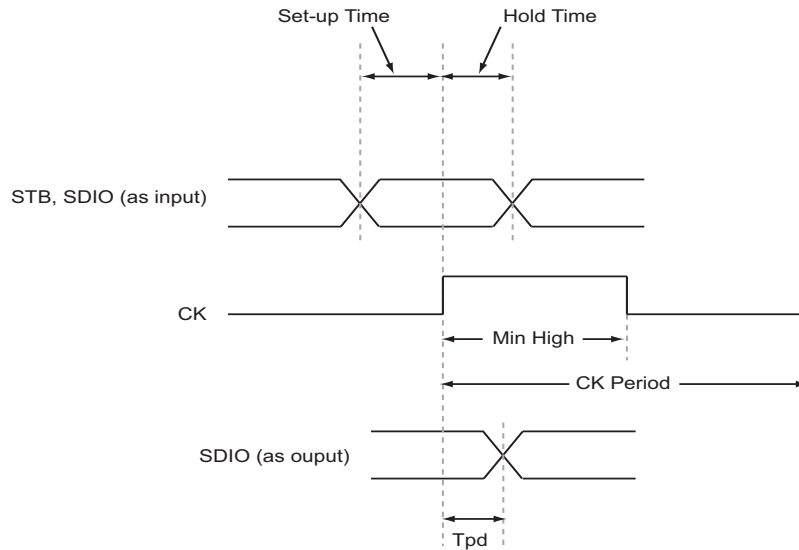 Set-up Time
Hold Time
STB, SDIO (as input)
CK
Min High
CK Period
SDIO (as ouput)
Tpd